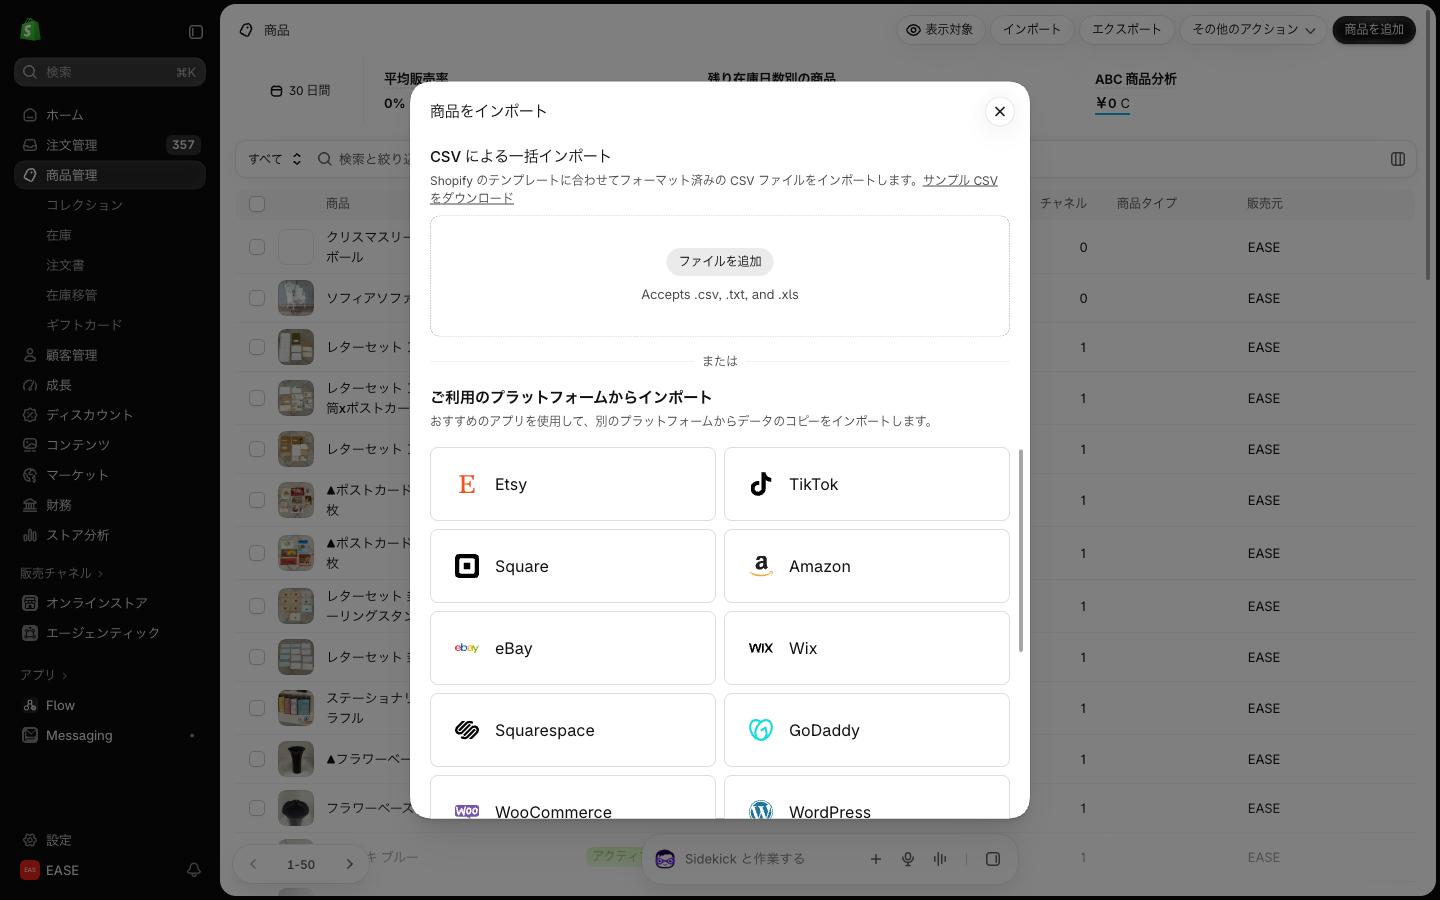 商品
表示対象
インポート
エクスポート
その他のアクション
商品を追加
検索
⌘K
ホーム
注文管理
357
商品管理
コレクション
在庫
注文書
在庫移管
ギフトカード
顧客管理
成長
ディスカウント
コンテンツ
マーケット
財務
ストア分析
販売チャネル
オンラインストア
エージェンティック
アプリ
Flow
Messaging
設定
EAS
EASE
30 日間
平均販売率
0%
残り在庫日数別の商品
ABC 商品分析
¥0 C
すべて
検索と絞り込
商品
チャネル
商品タイプ
販売元
クリスマスリー
ボール
0
EASE
ソフィアソファ
0
EASE
レターセット
1
EASE
レターセット
筒xポストカー
1
EASE
レターセット
1
EASE
▲ポストカード
枚
1
EASE
▲ポストカード
枚
1
EASE
レターセット
ーリングスタン
1
EASE
レターセット
1
EASE
ステーショナリ
ラフル
1
EASE
▲フラワーベー
1
EASE
フラワーベース
1
EASE
キ ブルー
アクティ
1
EASE
1-50
Sidekick と作業する
商品をインポート
CSV による一括インポート
Shopify のテンプレートに合わせてフォーマット済みの CSV ファイルをインポートします。サンプル CSV
をダウンロード
ファイルを追加
Accepts .csv, .txt, and .xls
または
ご利用のプラットフォームからインポート
おすすめのアプリを使用して、別のプラットフォームからデータのコピーをインポートします。
Etsy
TikTok
Square
Amazon
eBay
Wix
Squarespace
GoDaddy
WooCommerce
WordPress